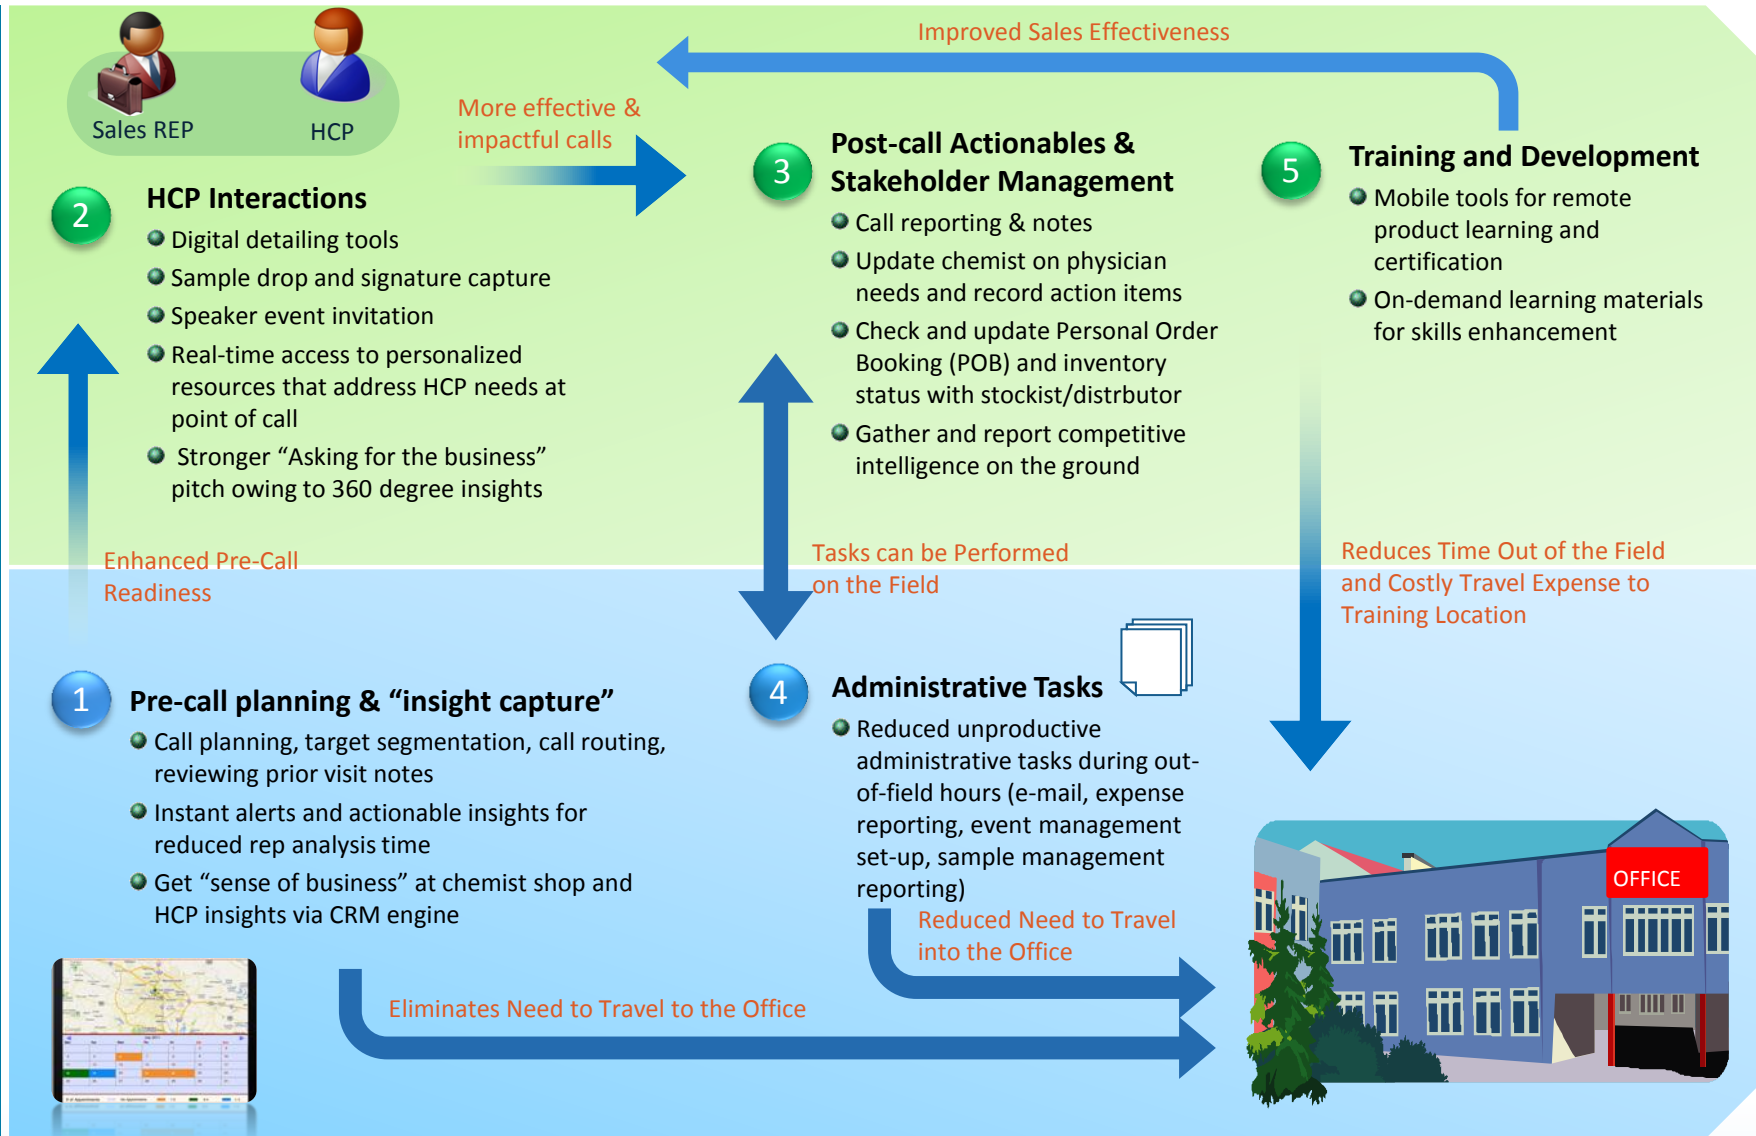 Improved Sales Effectiveness
Sales REP
HCP
More effective &
impactful calls
2
HCP Interactions
Digital detailing tools
Sample drop and signature capture
Speaker event invitation
Real-time access to personalized
resources that address HCP needs at
point of call
Stronger “Asking for the business”
pitch owing to 360 degree insights
3
Post-call Actionables &
Stakeholder Management
Call reporting & notes
Update chemist on physician
needs and record action items
Check and update Personal Order
Booking (POB) and inventory
status with stockist/distrbutor
Gather and report competitive
intelligence on the ground
5
Training and Development
Mobile tools for remote
product learning and
certification
On-demand learning materials
for skills enhancement
Enhanced Pre-Call
Readiness
Tasks can be Performed
on the Field
Reduces Time Out of the Field
and Costly Travel Expense to
Training Location
1
Pre-call planning & “insight capture”
Call planning, target segmentation, call routing,
reviewing prior visit notes
Instant alerts and actionable insights for
reduced rep analysis time
Get “sense of business” at chemist shop and
HCP insights via CRM engine
4
Administrative Tasks
Reduced unproductive
administrative tasks during out-
of-field hours (e-mail, expense
reporting, event management
set-up, sample management
reporting)
Reduced Need to Travel
into the Office
Eliminates Need to Travel to the Office
OFFICE